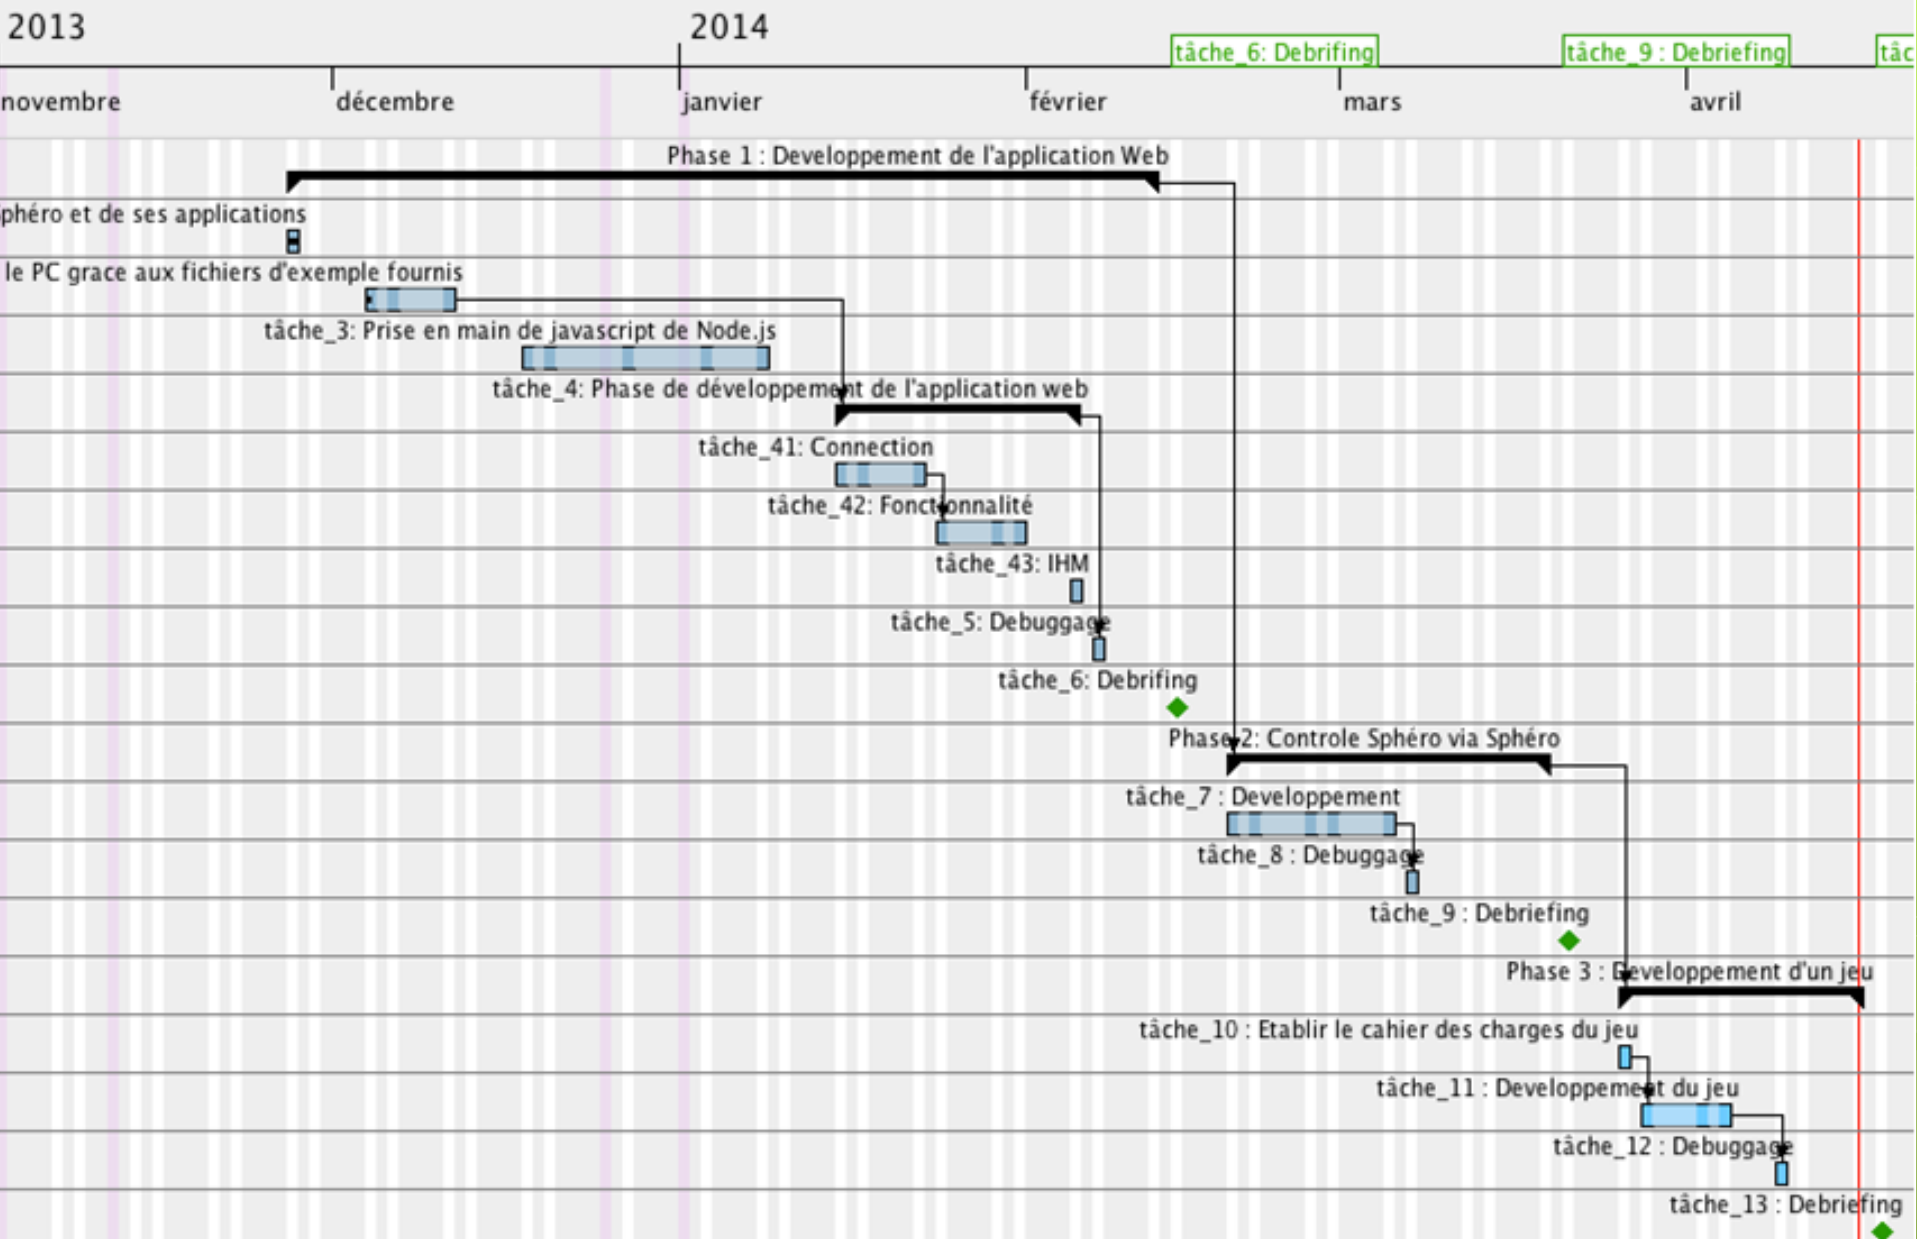 2013 2014
tâche_6: Debrifing tâche_9 : Debriefing tâc
novembre décembre janvier février mars avril
Phase 1 : Developpement de l'application Web
phéro et de ses applications
le PC grace aux fichiers d'exemple fournis
tâche_3: Prise en main de javascript de Node.js
tâche_4: Phase de développement de l'application web
tâche_41: Connection
tâche_42: Fonctionnalité
tâche_43: IHM
tâche_5: Debuggage
tâche_6: Debrifing
Phase 2: Controle Sphéro via Sphéro
tâche_7 : Developpement
tâche_8 : Debuggage
tâche_9 : Debriefing
Phase 3 : Developpement d'un jeu
tâche_10 : Etablir le cahier des charges du jeu
tâche_11 : Developpement du jeu
tâche_12 : Debuggage
tâche_13 : Debriefing